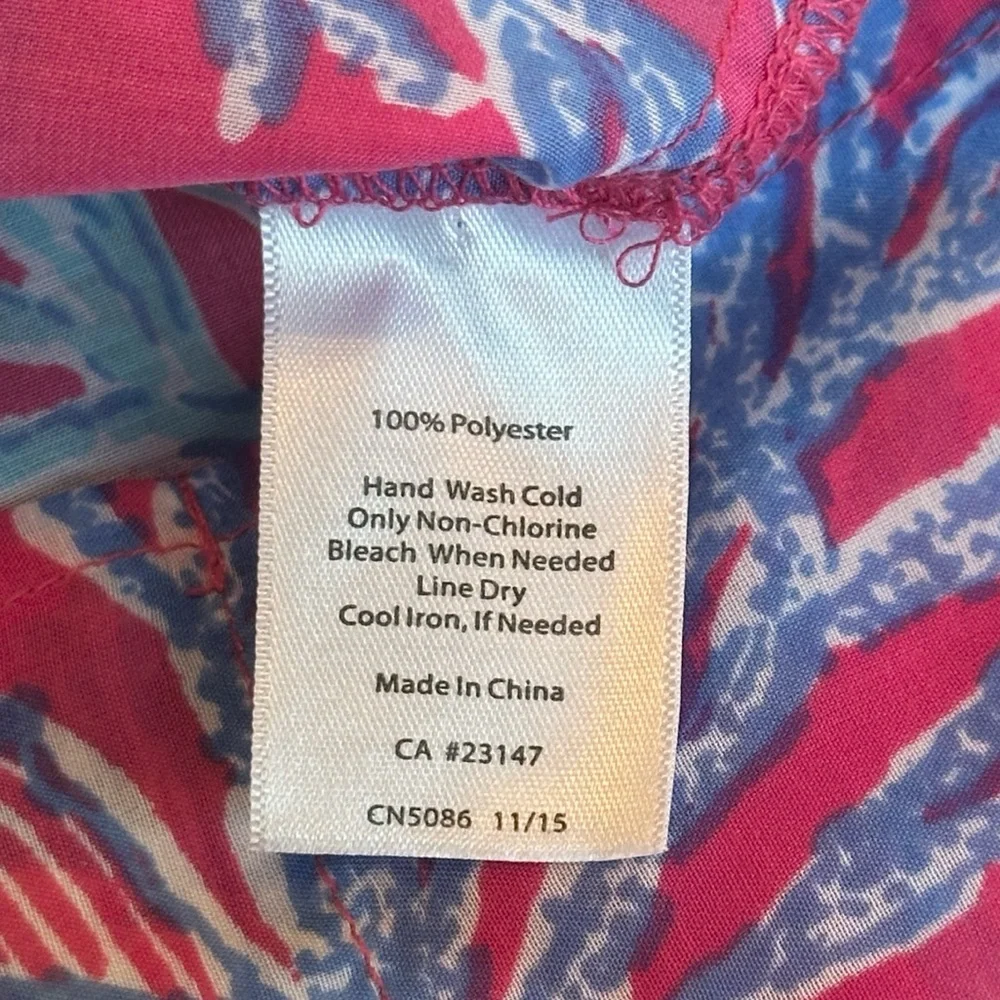 100% Polyester
Hand Wash Cold
Only Non-Chlorine
Bleach When Needed
Line Dry
Cool Iron, If Needed
Made In China
CA #23147
CN5086 11/15